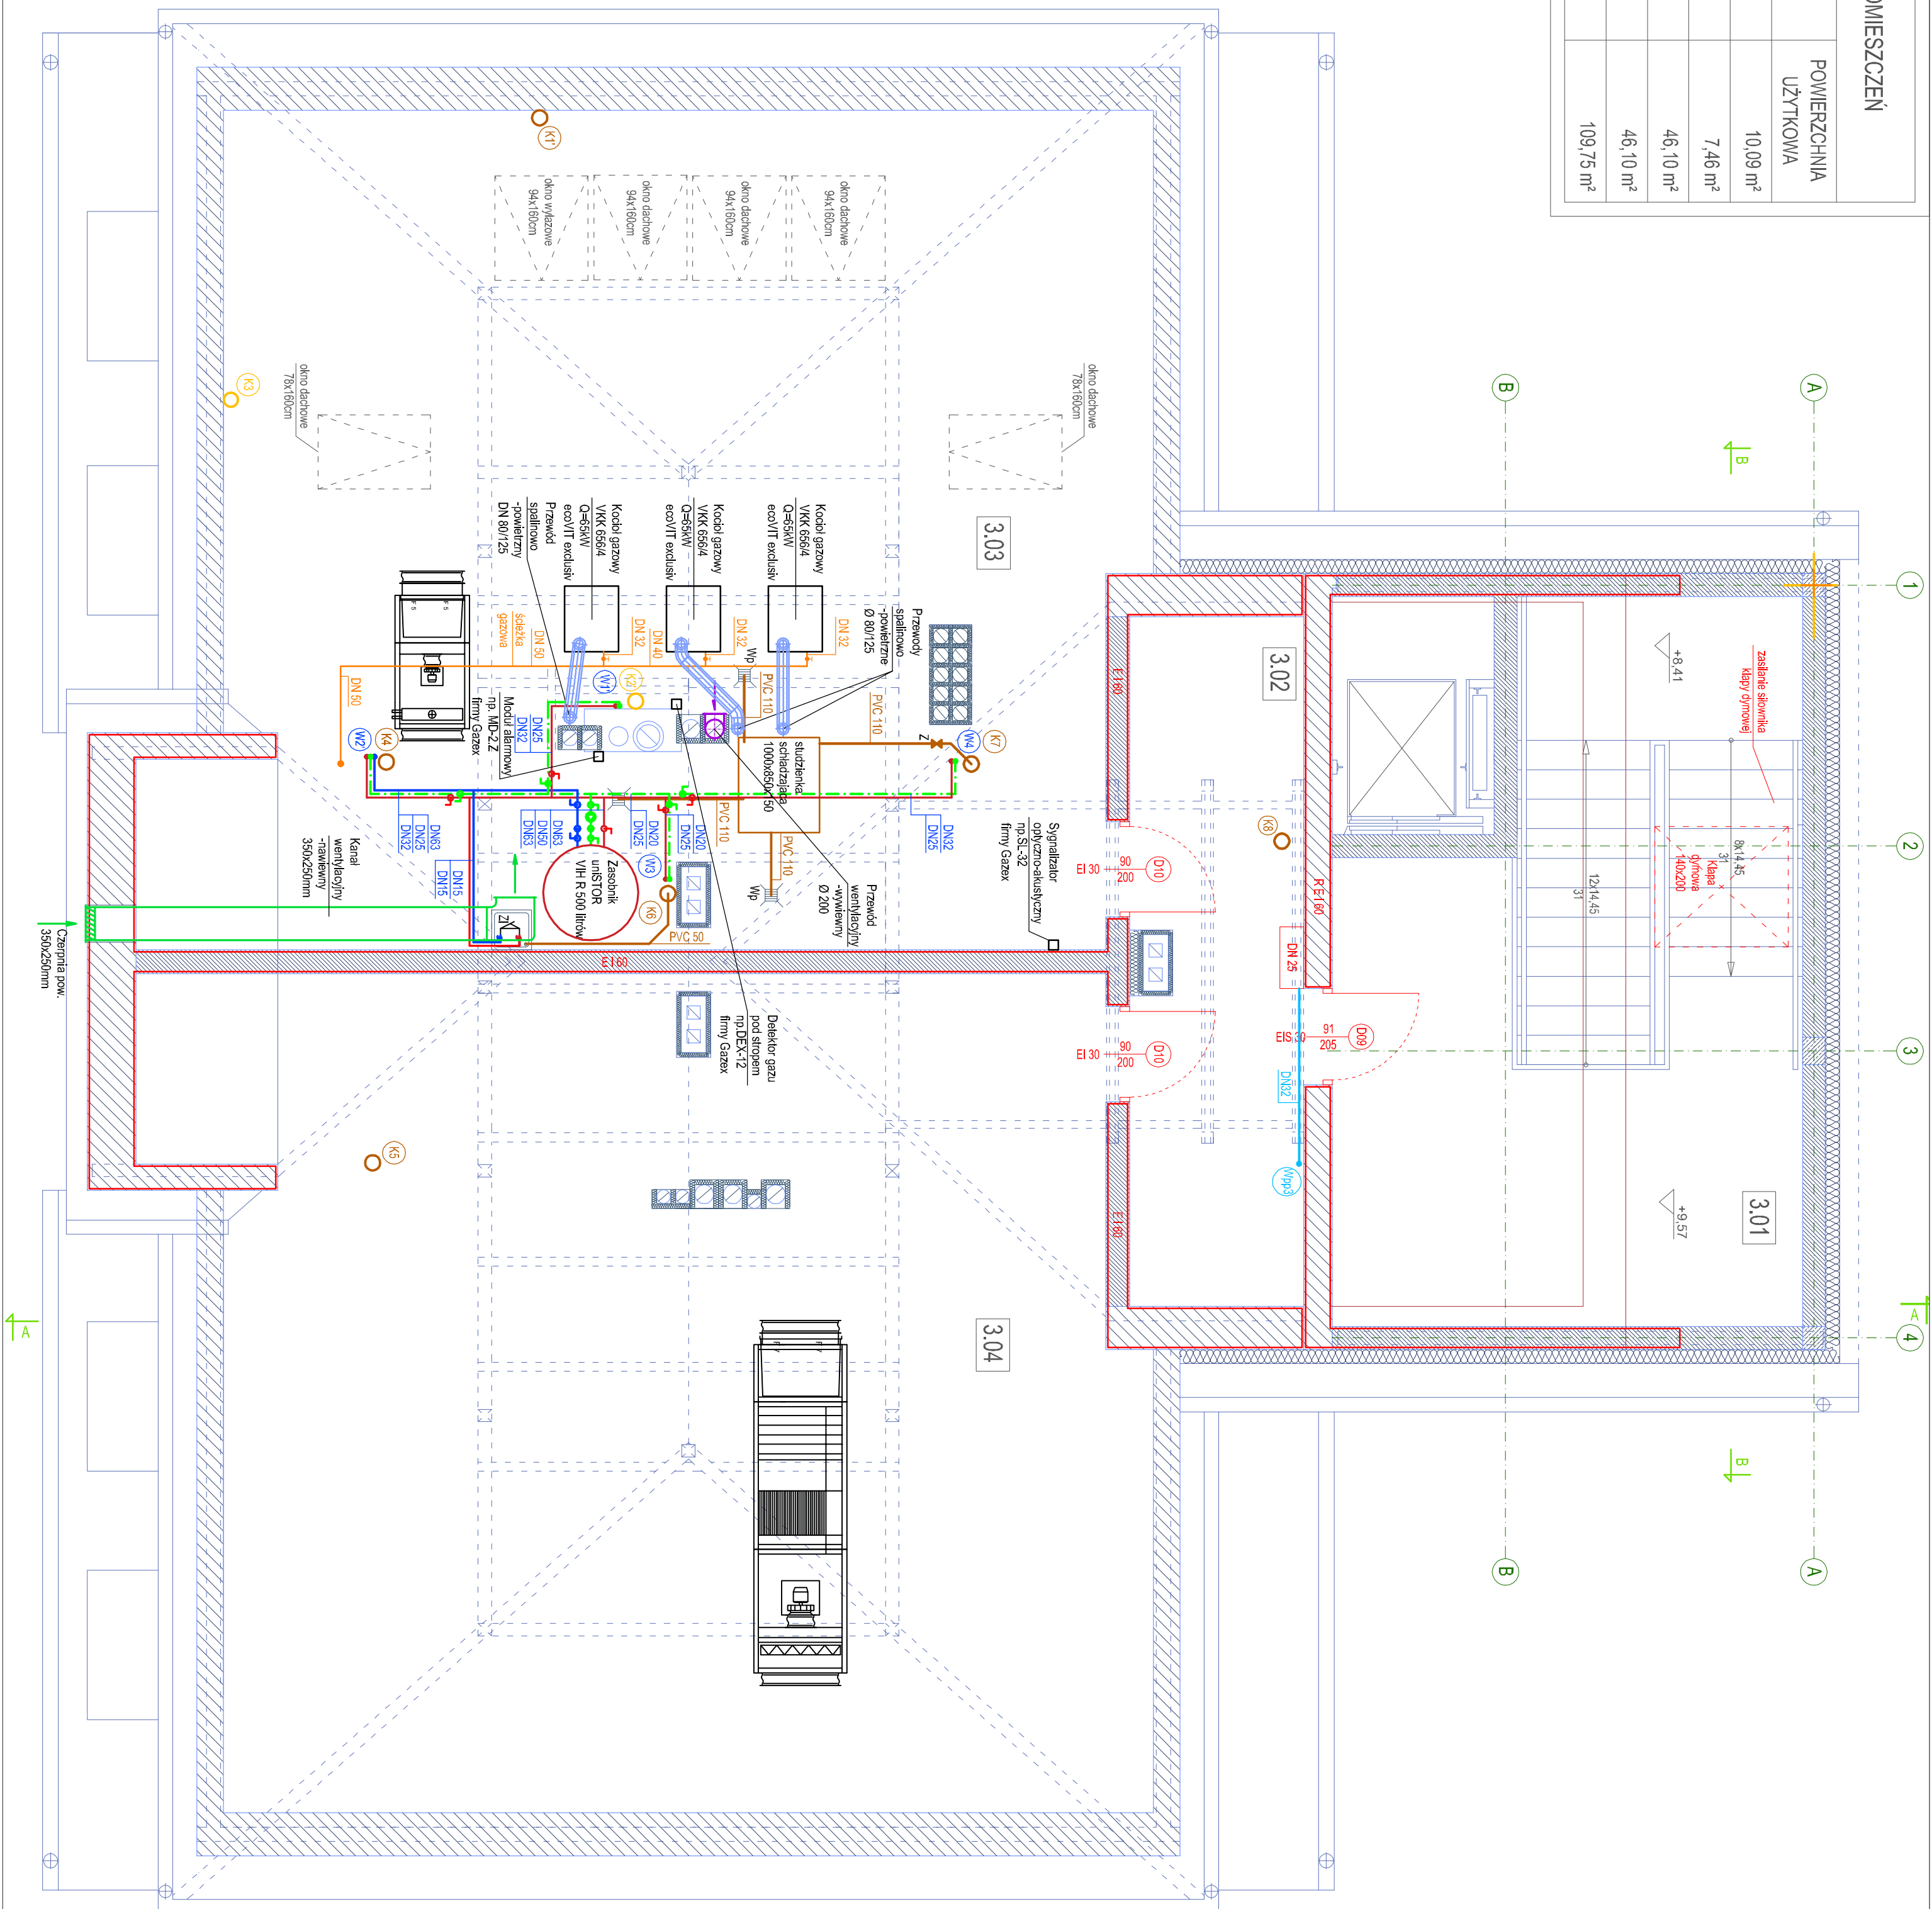 OMIESZCZEŃ
POWIERZCHNIA
UŻYTKOWA
10,09 m²
7,46 m²
46,10 m²
46,10 m²
109,75 m²
1
2
3
4
A
A
B
B
B
B
A
A
3.01
+8,41
+9,57
zasilanie siłownika
klapy dymowej
8x14.45
31
12x14.45
31
Klapa
dymowa
140x200
R E I 60
D09
91
205
EIS 30
DN 25
DN32
Wpp3
3.02
K8
E I 60
E I 60
D10
90
200
EI 30
D10
90
200
EI 30
Sygnalizator
optyczno-akustyczny
np.SL-32
firmy Gazex
3.03
okno dachowe
78x160cm
okno dachowe
94x160cm
okno dachowe
94x160cm
okno dachowe
94x160cm
okno wyłazowe
94x160cm
okno dachowe
78x160cm
K1'
K3
Przewody
spalinowo
-powietrzne
Ø 80/125
Kocioł gazowy
VKK 656/4
Q=65kW
ecoVIT exclusiv
Kocioł gazowy
VKK 656/4
Q=65kW
ecoVIT exclusiv
Kocioł gazowy
VKK 656/4
Q=65kW
ecoVIT exclusiv
Przewód
spalinowo
-powietrzny
DN 80/125
DN 32
DN 32
DN 40
DN 32
DN 50
ścieżka
gazowa
DN 50
Wp
PVC 110
PVC 110
Z
W4
K7
studzienka
schładzająca
1000x850x750
PVC 110
PVC 110
Wp
DN32
DN25
Przewód
wentylacyjny
-wywiewny
Ø 200
K2'
W1
DN25
DN32
Moduł alarmowy
np. MD-2.Z
firmy Gazex
K4
W2
DN20
DN25
DN20
DN25
W3
K6
PVC 50
DN63
DN50
DN63
Zasobnik
uniSTOR
VIH R 500 litrów
DN63
DN25
DN32
DN15
DN15
Zl
Kanał
wentylacyjny
-nawiewny
350x250mm
Czerpnia pow.
350x250mm
E I 60
Detektor gazu
pod stropem
np.DEX-12
firmy Gazex
K5
3.04